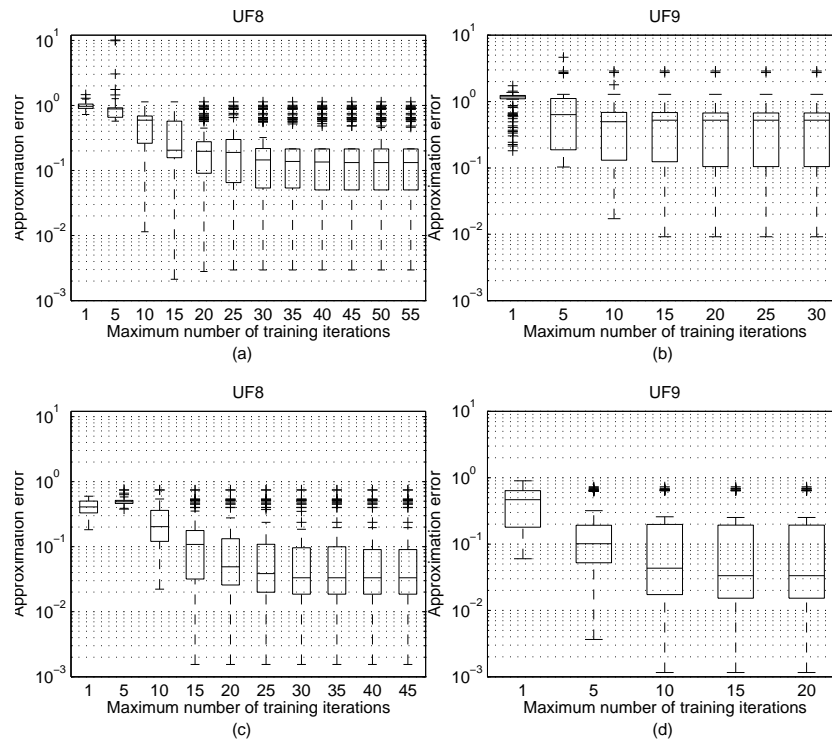 UF8
10^1
10^0
10^-1
10^-2
10^-3
Approximation error
1 5 10 15 20 25 30 35 40 45 50 55
Maximum number of training iterations
(a)
UF9
10^1
10^0
10^-1
10^-2
10^-3
Approximation error
1 5 10 15 20 25 30
Maximum number of training iterations
(b)
UF8
10^1
10^0
10^-1
10^-2
10^-3
Approximation error
1 5 10 15 20 25 30 35 40 45
Maximum number of training iterations
(c)
UF9
10^1
10^0
10^-1
10^-2
10^-3
Approximation error
1 5 10 15 20
Maximum number of training iterations
(d)